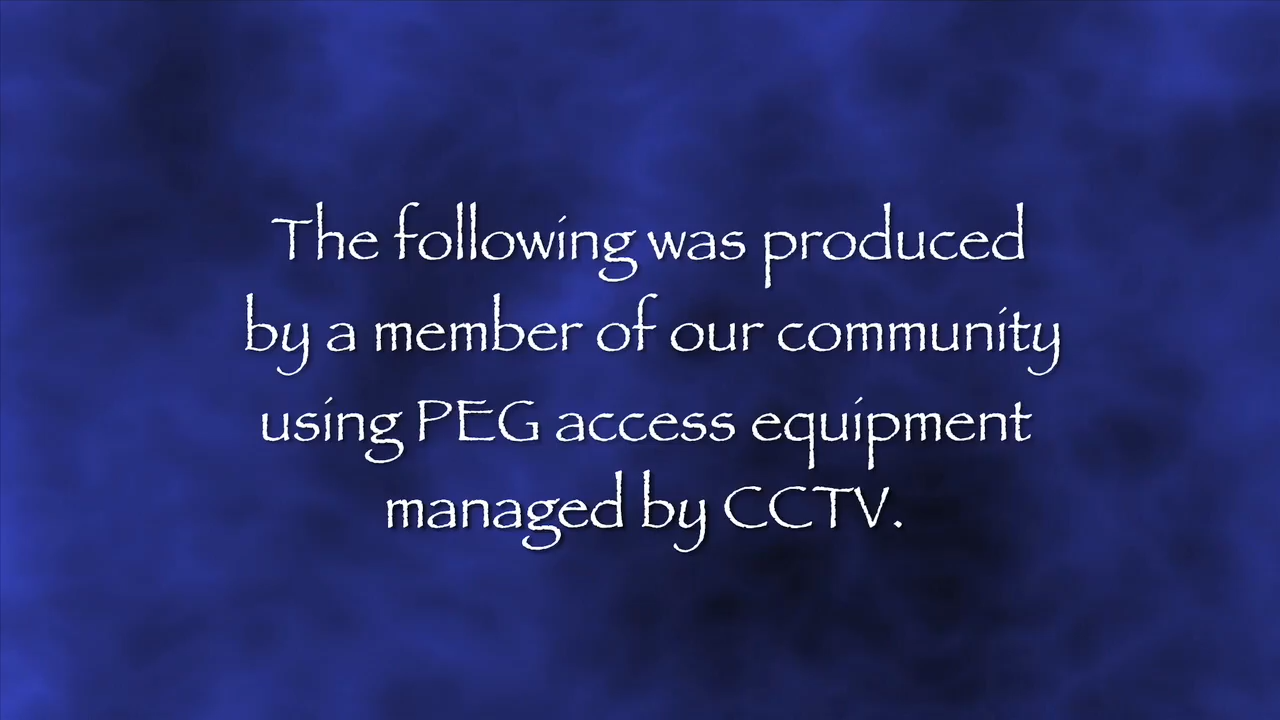 The following was produced
by a member of our community
using PEG access equipment
managed by CCTV.